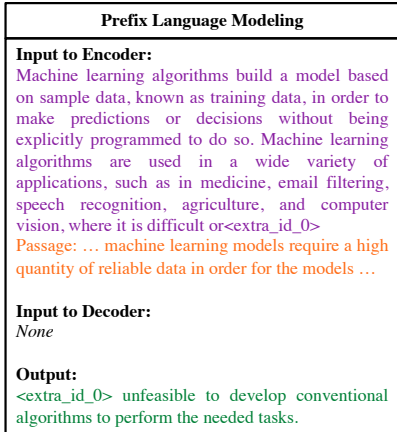 Prefix Language Modeling
Input to Encoder:
Machine learning algorithms build a model based
on sample data, known as training data, in order to
make predictions or decisions without being
explicitly programmed to do so. Machine learning
algorithms are used in a wide variety of
applications, such as in medicine, email filtering,
speech recognition, agriculture, and computer
vision, where it is difficult or<extra_id_0>
Passage: … machine learning models require a high
quantity of reliable data in order for the models …
Input to Decoder:
None
Output:
<extra_id_0> unfeasible to develop conventional
algorithms to perform the needed tasks.